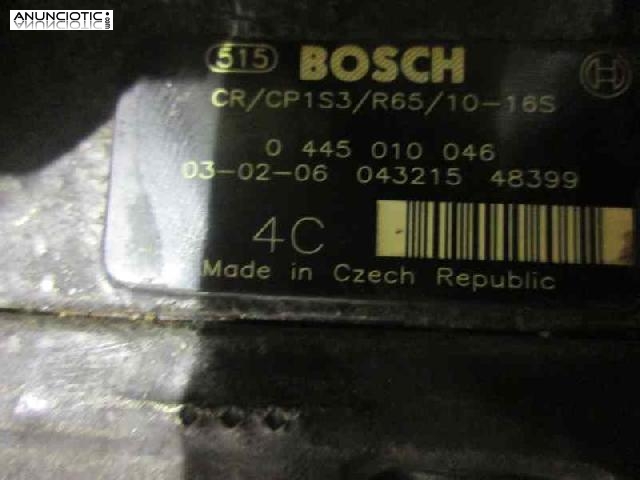 ANUNCIOTIC.com
515 BOSCH
CR/CP1S3/R65/10-16S
0 445 010 046
03-02-06 043215 48399
4C
Made in Czech Republic